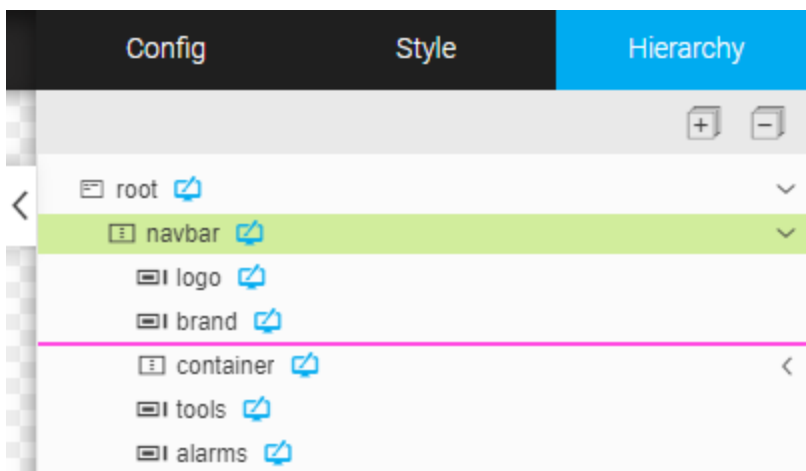 Config Style Hierarchy
root
navbar
logo
brand
container
tools
alarms